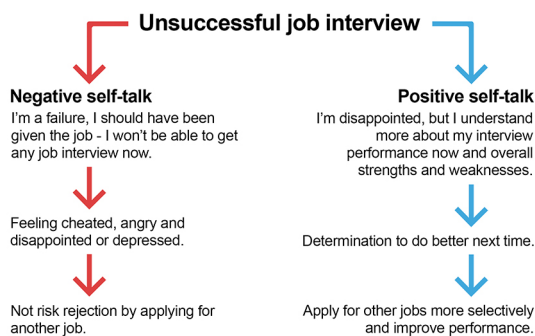 Unsuccessful job interview
Negative self-talk
I'm a failure, I should have been
given the job - I won't be able to get
any job interview now.
Feeling cheated, angry and
disappointed or depressed.
Not risk rejection by applying for
another job.
Positive self-talk
I'm disappointed, but I understand
more about my interview
performance now and overall
strengths and weaknesses.
Determination to do better next time.
Apply for other jobs more selectively
and improve performance.